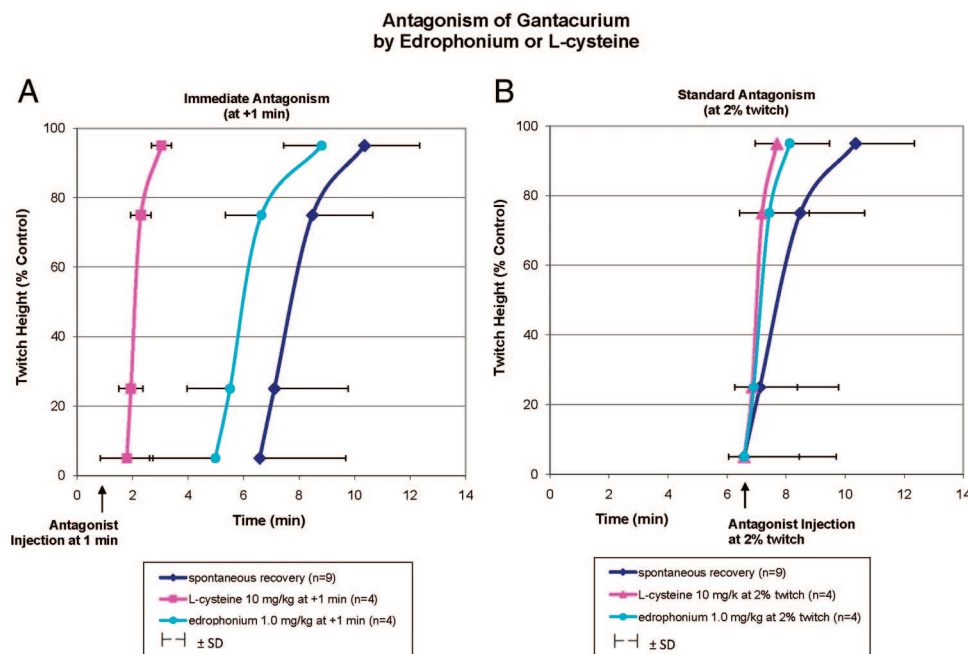 Antagonism of Gantacurium
by Edrophonium or L-cysteine
A
Immediate Antagonism
(at +1 min)
Twitch Height (% Control)
100
80
60
40
20
0
0 2 4 6 8 10 12 14
Time (min)
Antagonist
Injection at 1 min
spontaneous recovery (n=9)
L-cysteine 10 mg/kg at +1 min (n=4)
edrophonium 1.0 mg/kg at +1 min (n=4)
± SD
B
Standard Antagonism
(at 2% twitch)
Twitch Height (% Control)
100
80
60
40
20
0
0 2 4 6 8 10 12 14
Time (min)
Antagonist Injection
at 2% twitch
spontaneous recovery (n=9)
L-cysteine 10 mg/k at 2% twitch (n=4)
edrophonium 1.0 mg/kg at 2% twitch (n=4)
± SD